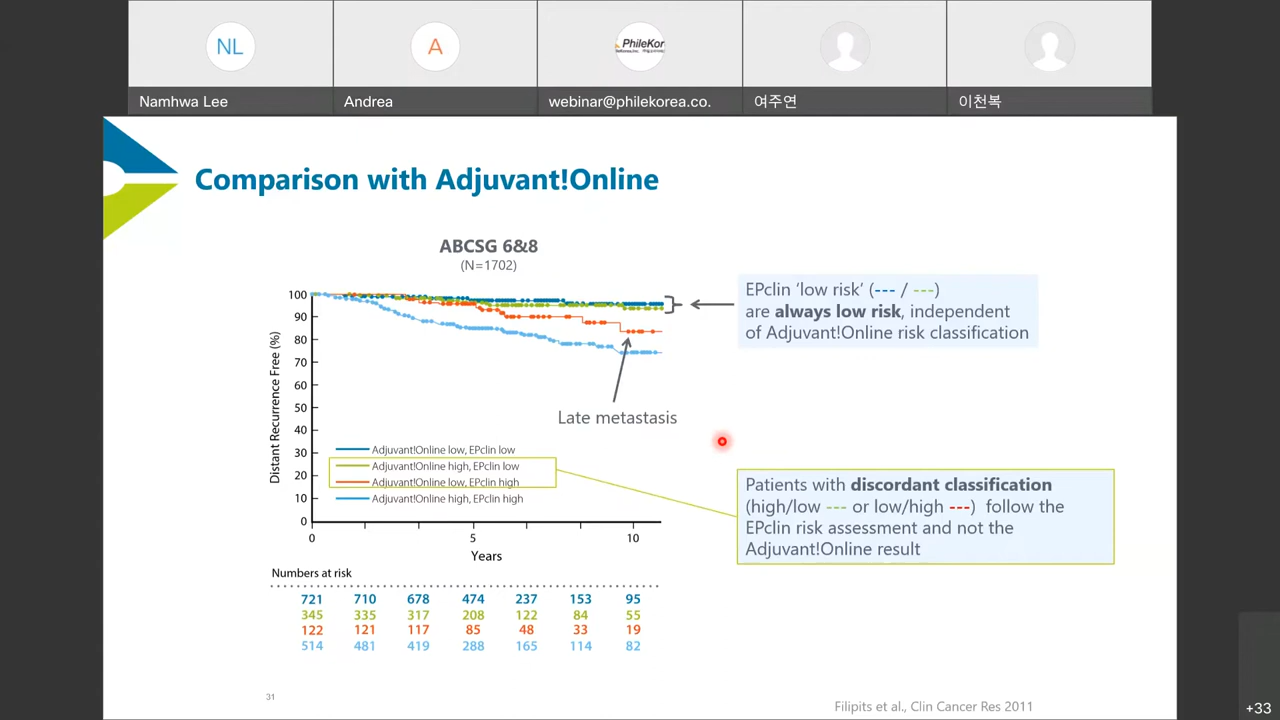 NL
A
PhileKor
Namhwa Lee
Andrea
webinar@philekorea.co.
여주연
이천복
Comparison with Adjuvant!Online
ABCSG 6&8
(N=1702)
Distant Recurrence Free (%)
100
90
80
70
60
50
40
30
20
10
0
0
5
10
Years
Late metastasis
Adjuvant!Online low, EPclin low
Adjuvant!Online high, EPclin low
Adjuvant!Online low, EPclin high
Adjuvant!Online high, EPclin high
EPclin ‘low risk’ (--- / ---)
are always low risk, independent
of Adjuvant!Online risk classification
Patients with discordant classification
(high/low --- or low/high ---) follow the
EPclin risk assessment and not the
Adjuvant!Online result
Numbers at risk
721 710 678 474 237 153 95
345 335 317 208 122 84 55
122 121 117 85 48 33 19
514 481 419 288 165 114 82
31
Filipits et al., Clin Cancer Res 2011
+33